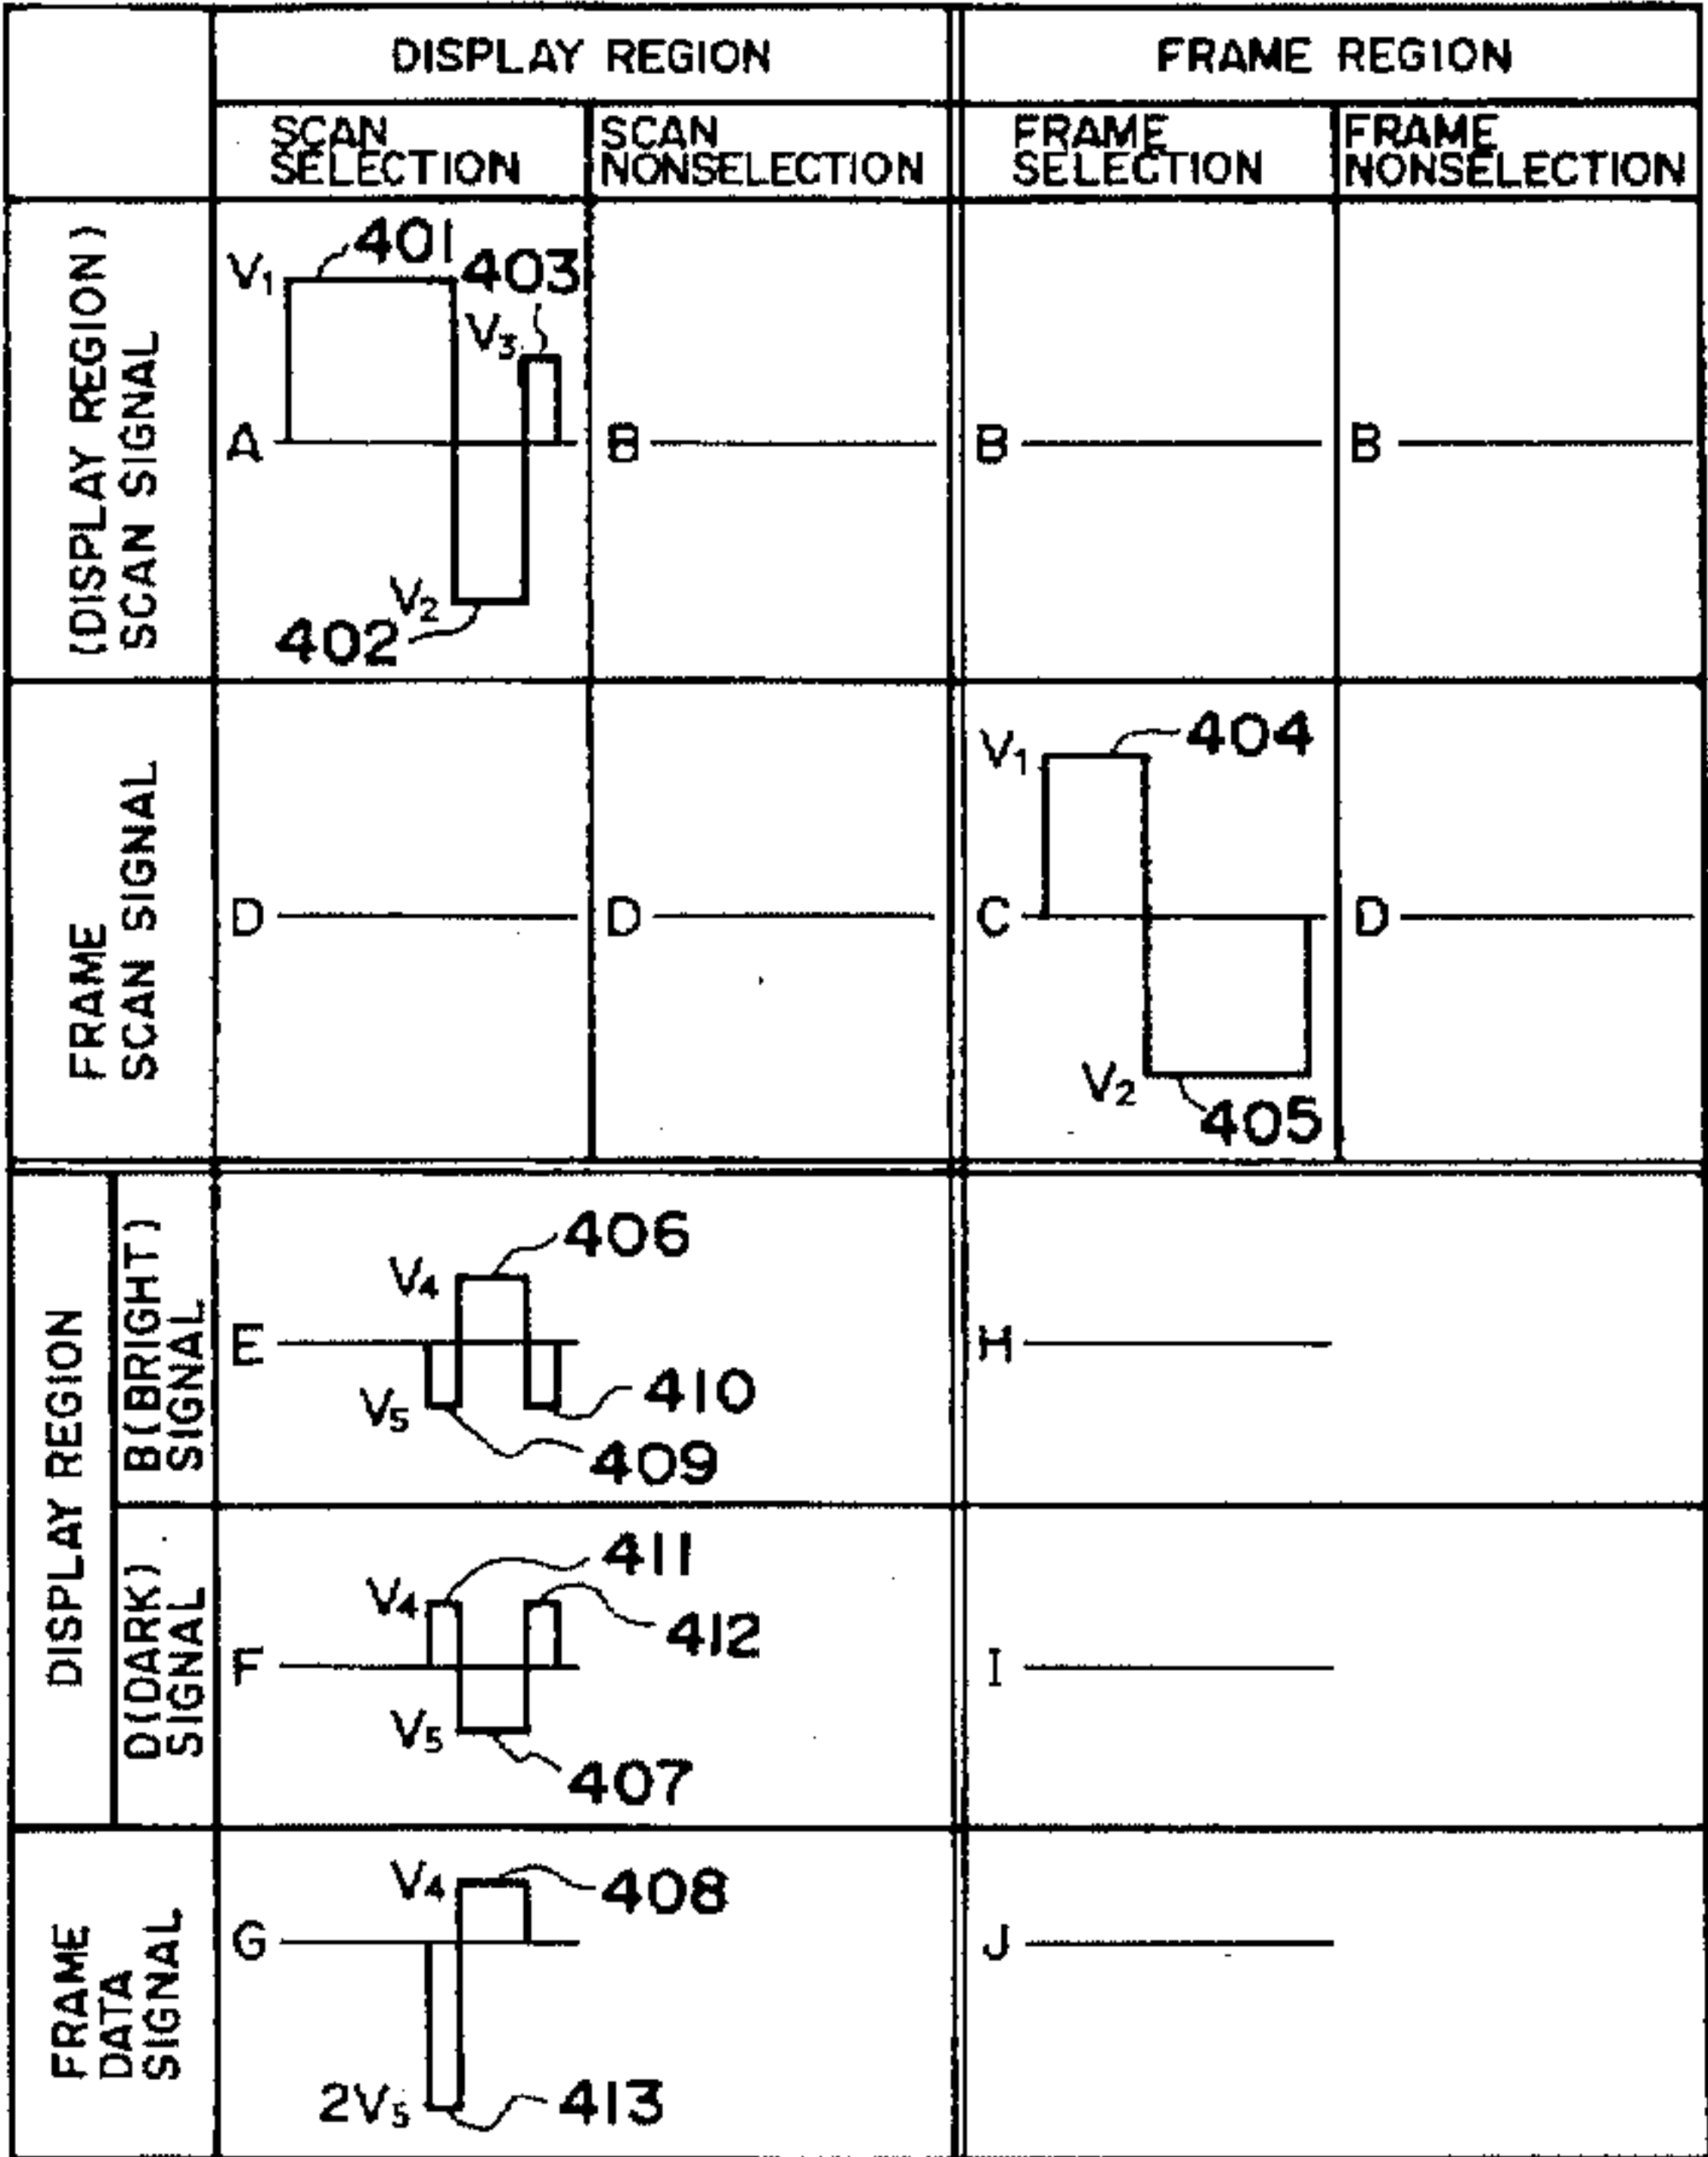 DISPLAY REGION
FRAME REGION
SCAN
SELECTION
SCAN
NONSELECTION
FRAME
SELECTION
FRAME
NONSELECTION
(DISPLAY REGION)
SCAN SIGNAL
401
403
V1
V3
A
V2
402
B
B
B
FRAME
SCAN SIGNAL
D
D
V1
404
C
V2
405
D
DISPLAY REGION
B(BRIGHT)
SIGNAL
406
V4
E
V5
410
409
H
D(DARK)
SIGNAL
411
V4
412
F
V5
407
I
FRAME
DATA
SIGNAL
V4
408
G
2V5
413
J